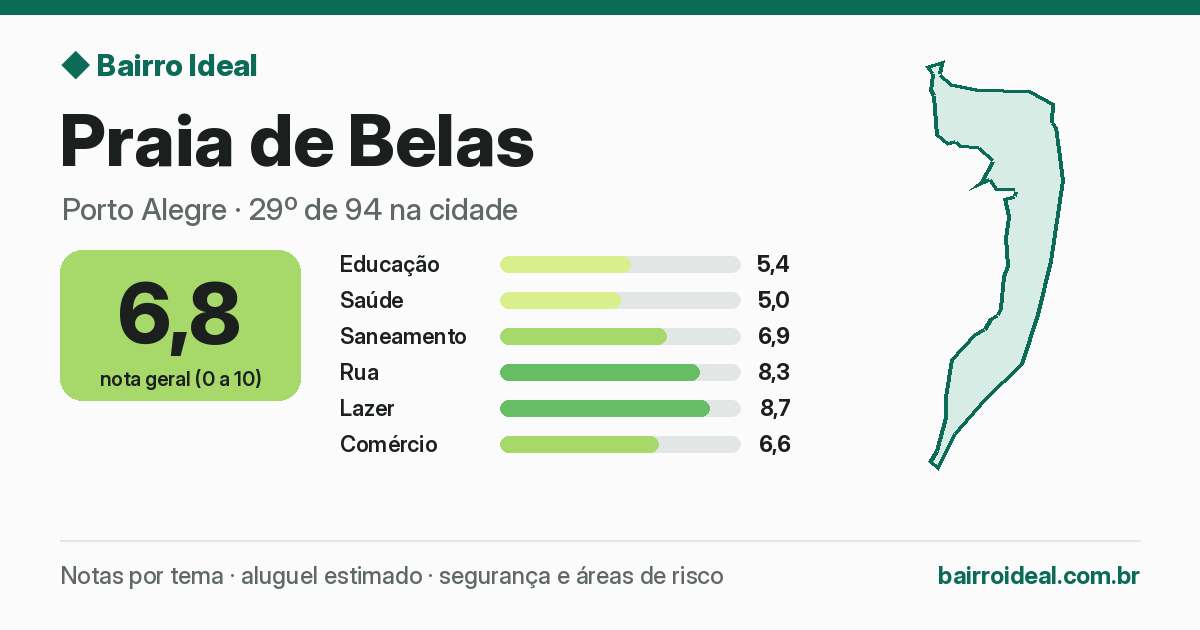 Bairro Ideal
Praia de Belas
Porto Alegre · 29º de 94 na cidade
6,8
nota geral (0 a 10)
Educação 5,4
Saúde 5,0
Saneamento 6,9
Rua 8,3
Lazer 8,7
Comércio 6,6
Notas por tema · aluguel estimado · segurança e áreas de risco
bairroideal.com.br